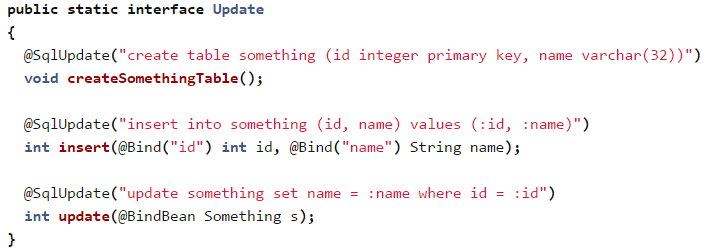 public static interface Update
{
  @SqlUpdate("create table something (id integer primary key, name varchar(32))")
  void createSomethingTable();

  @SqlUpdate("insert into something (id, name) values (:id, :name)")
  int insert(@Bind("id") int id, @Bind("name") String name);

  @SqlUpdate("update something set name = :name where id = :id")
  int update(@BindBean Something s);
}